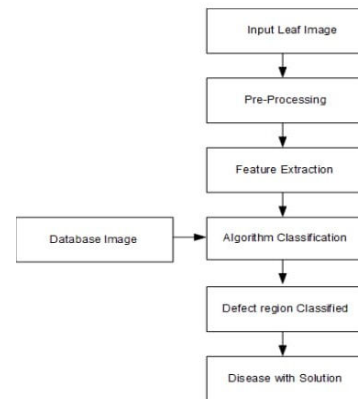 Input Leaf Image
Pre-Processing
Feature Extraction
Database Image
Algorithm Classification
Defect region Classified
Disease with Solution